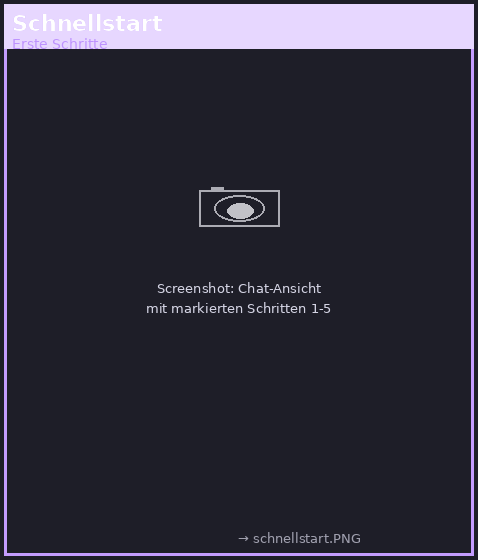 Schnellstart
Erste Schritte
Screenshot: Chat-Ansicht
mit markierten Schritten 1-5
→ schnellstart.PNG